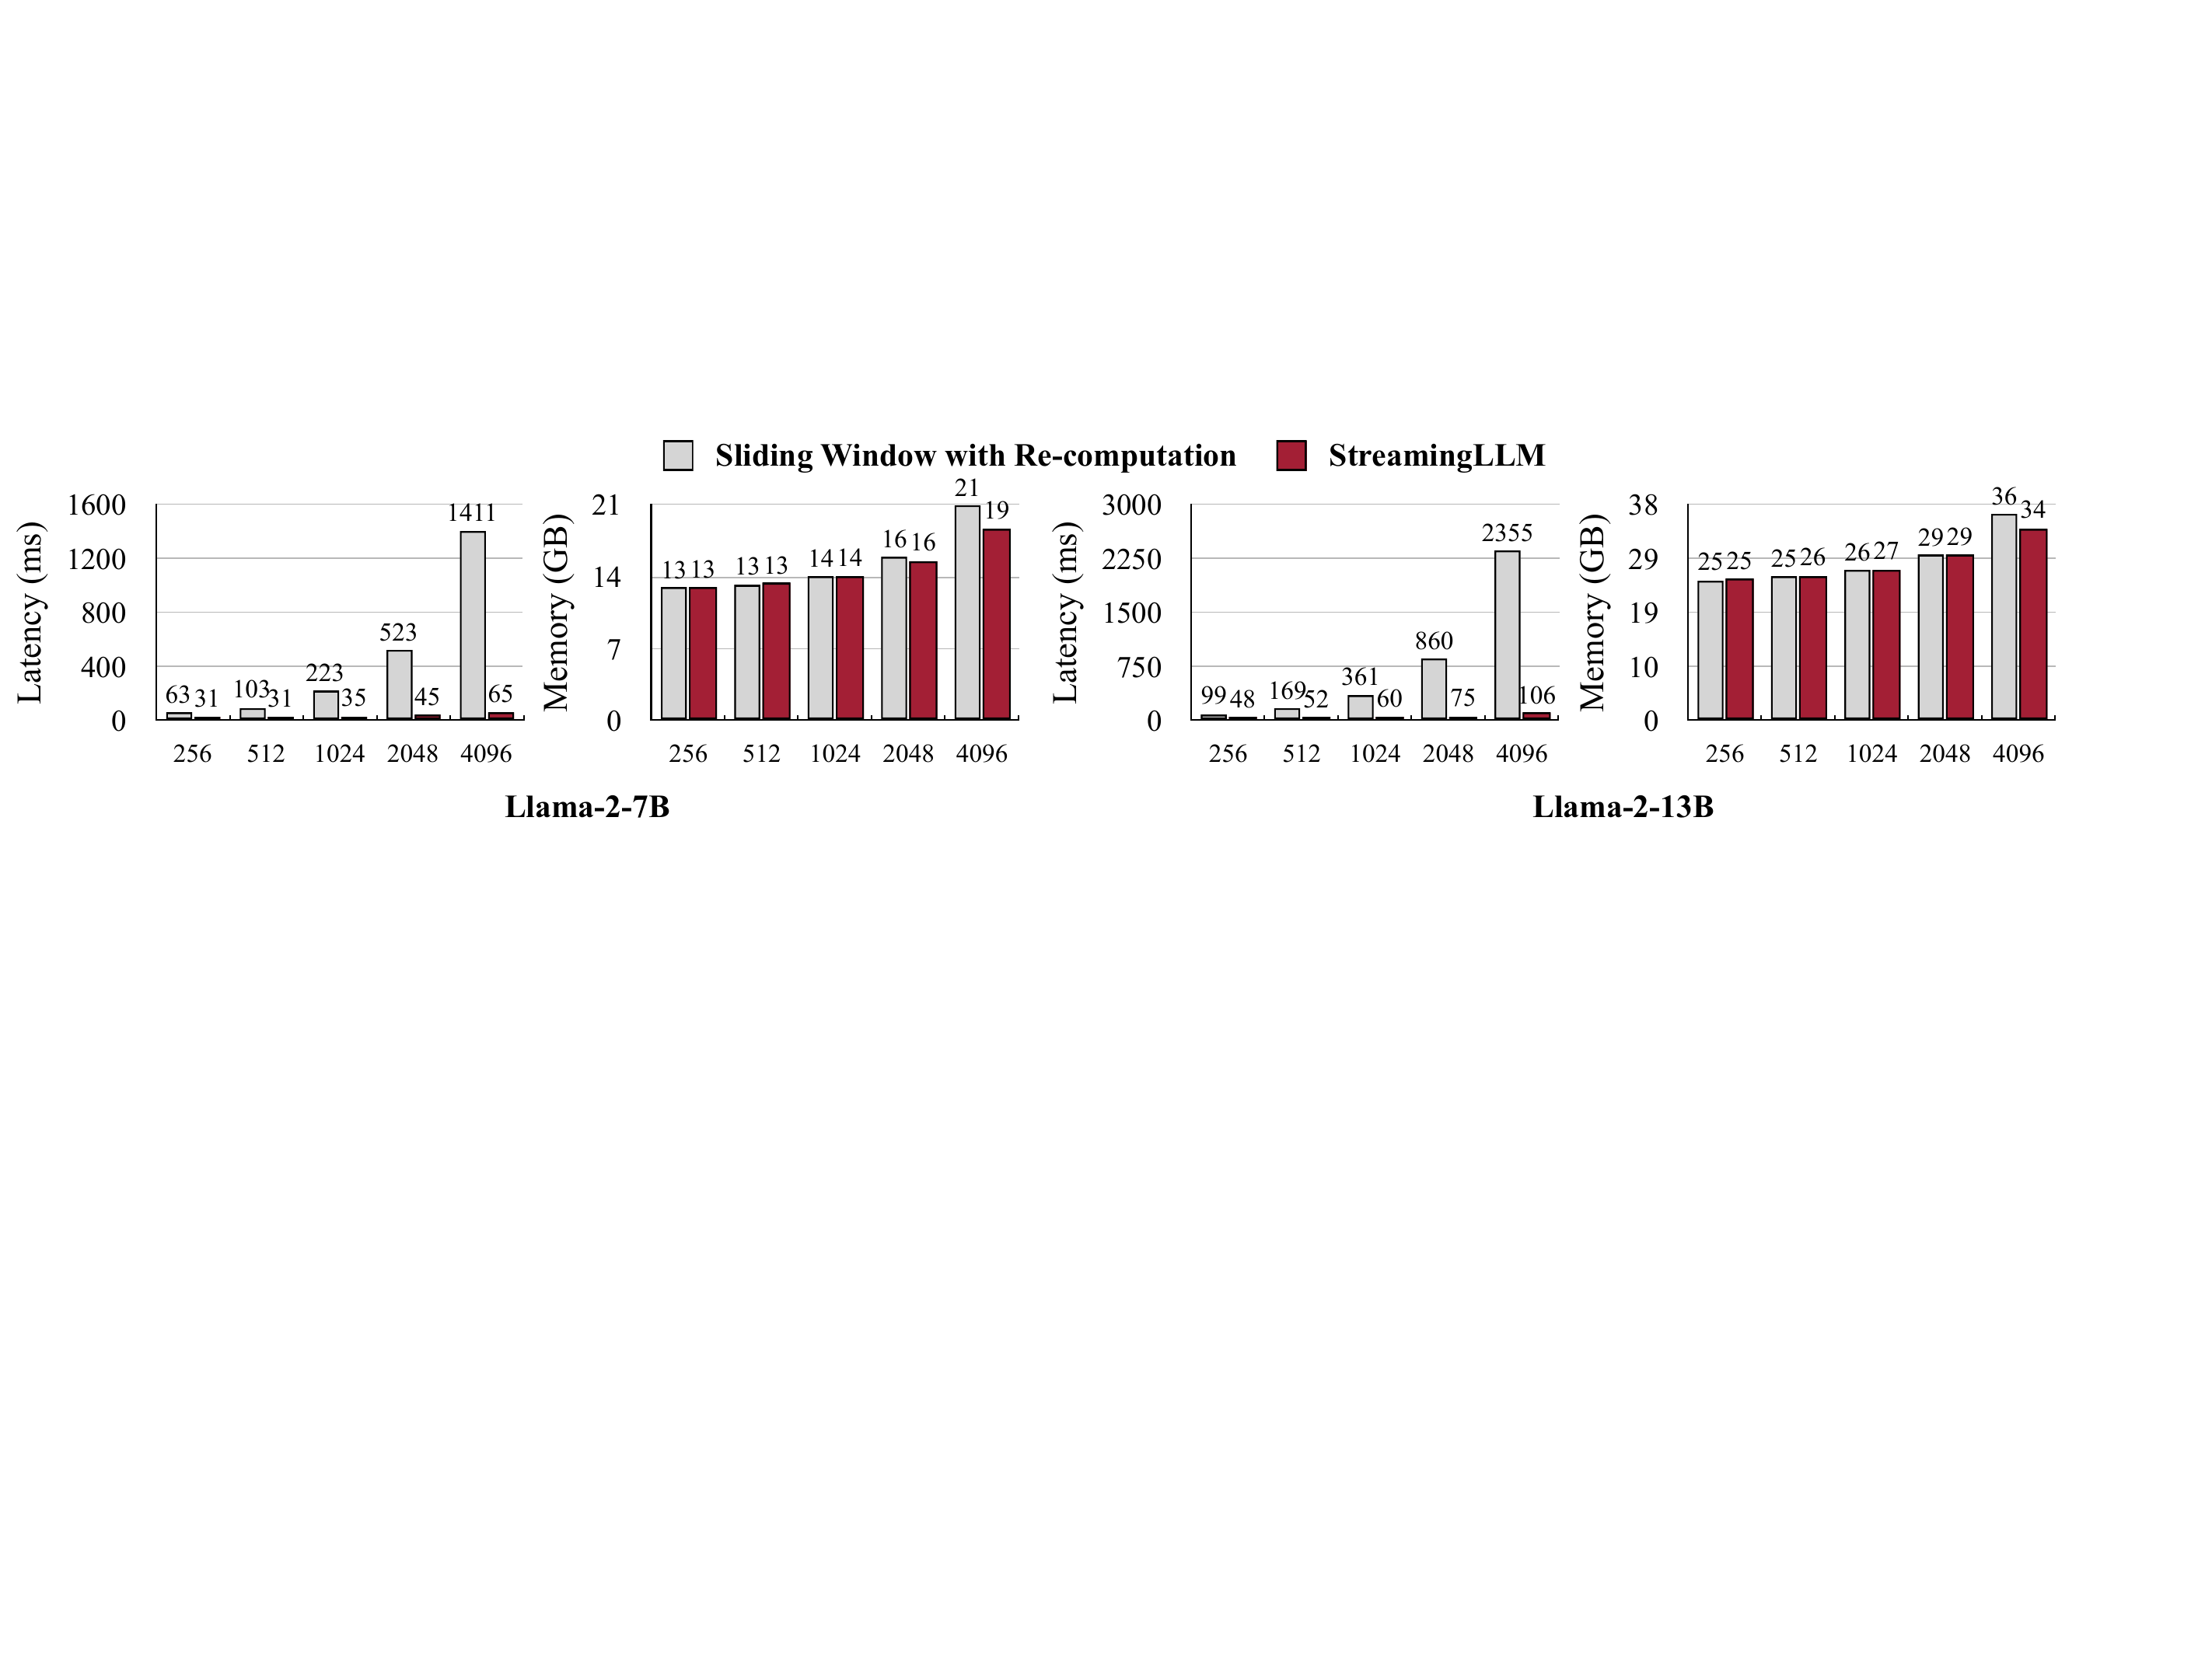 Sliding Window with Re-computation StreamingLLM
Latency (ms)
1600
1200
800
400
0
63 31 103 31 223 35 523 45 1411 65
256 512 1024 2048 4096
Memory (GB)
21
14
7
0
13 13 13 13 14 14 16 16 21 19
256 512 1024 2048 4096
Llama-2-7B
Latency (ms)
3000
2250
1500
750
0
99 48 169 52 361 60 860 75 2355 106
256 512 1024 2048 4096
Memory (GB)
38
29
19
10
0
25 25 25 26 26 27 29 29 36 34
256 512 1024 2048 4096
Llama-2-13B